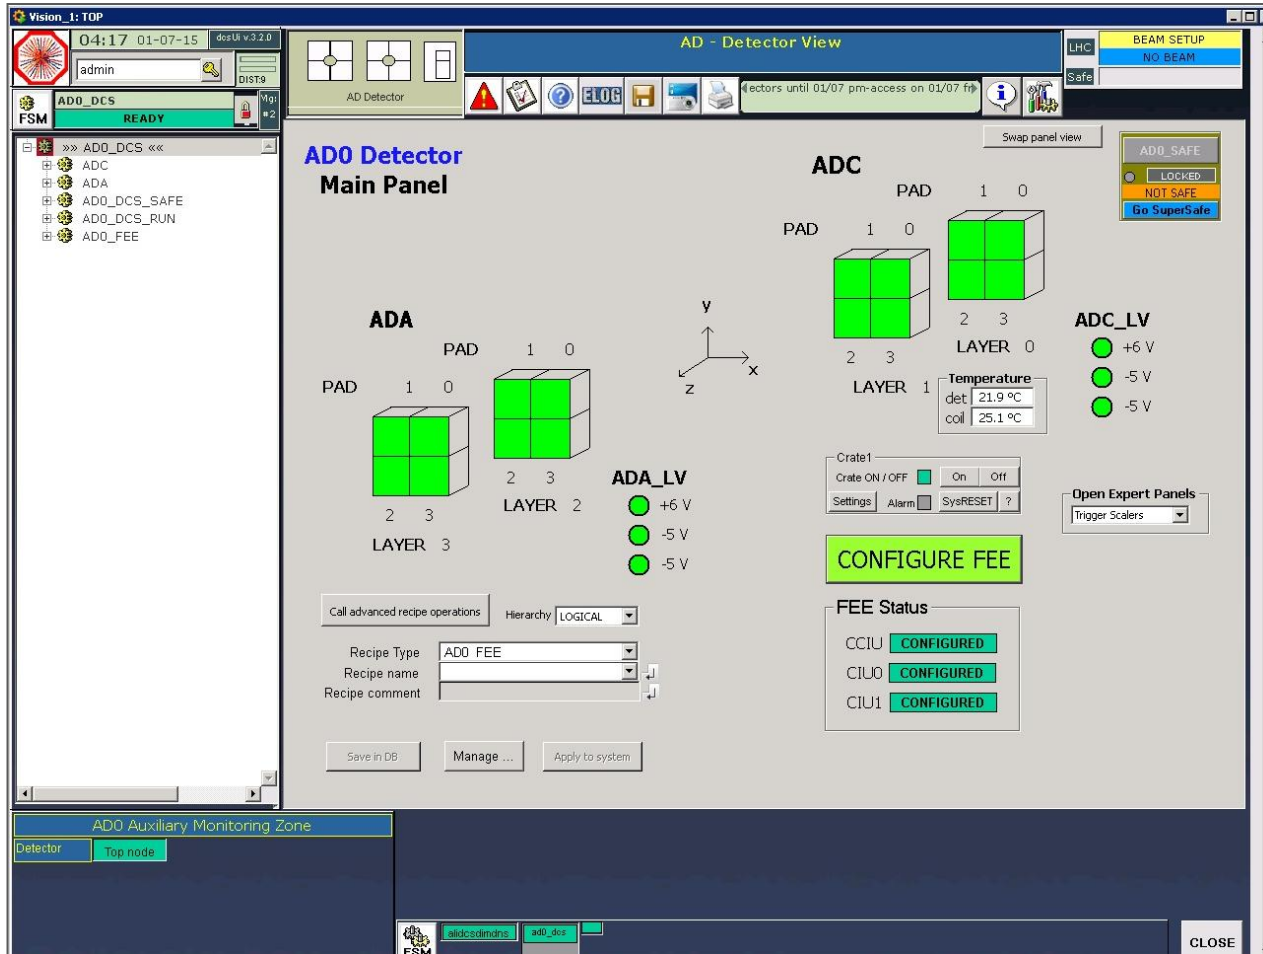 Vision_1: TOP
04:17 01-07-15 dcsUi v.3.2.0
admin
DIST:9
FSM
AD0_DCS
READY
#2
>> AD0_DCS <<
ADC
ADA
AD0_DCS_SAFE
AD0_DCS_RUN
AD0_FEE
AD Detector
AD - Detector View
ELOG
ectors until 01/07 pm-access on 01/07 fr
LHC
BEAM SETUP
NO BEAM
Safe
Swap panel view
AD0_SAFE
LOCKED
NOT SAFE
Go SuperSafe
AD0 Detector
Main Panel
ADC
PAD 1 0
PAD 1 0
2 3
LAYER 0
2 3
LAYER 1
ADC_LV
+6 V
-5 V
-5 V
Temperature
det 21.9 ºC
coil 25.1 ºC
y
x
z
ADA
PAD 1 0
PAD 1 0
2 3
LAYER 2
2 3
LAYER 3
ADA_LV
+6 V
-5 V
-5 V
Crate1
Crate ON / OFF On Off
Settings Alarm SysRESET ?
Open Expert Panels
Trigger Scalers
CONFIGURE FEE
FEE Status
CCIU CONFIGURED
CIU0 CONFIGURED
CIU1 CONFIGURED
Call advanced recipe operations
Hierarchy LOGICAL
Recipe Type AD0 FEE
Recipe name
Recipe comment
Save in DB
Manage ...
Apply to system
AD0 Auxiliary Monitoring Zone
Detector Top node
FSM
alidcsdimdns
ad0_dcs
CLOSE